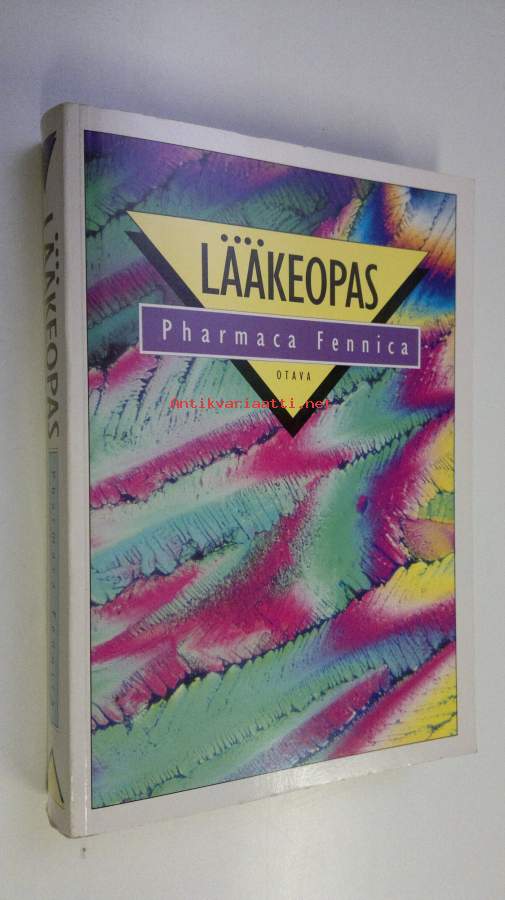 LÄÄKEOPAS
Pharmaca Fennica
OTAVA
Antikvariaatti.net
LÄÄKEOPAS
Pharmaca Fennica